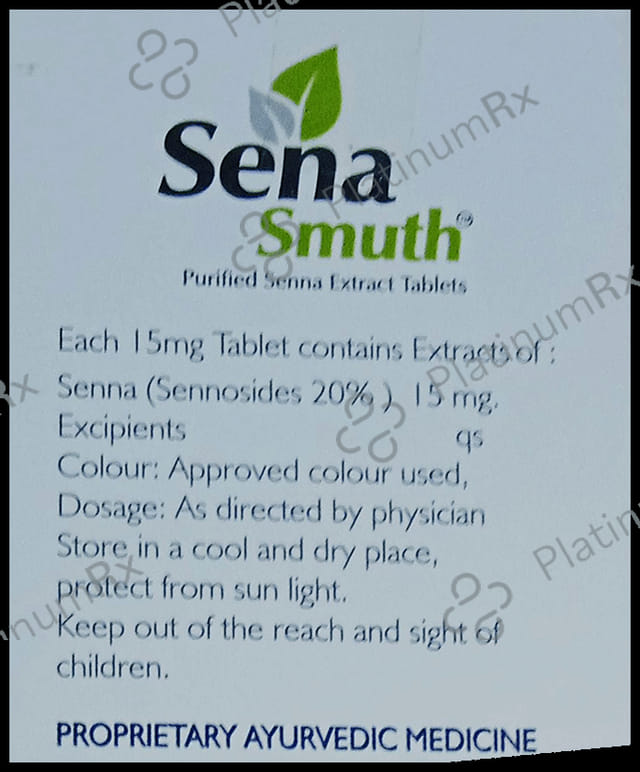 PlatinumRx
Sena
Smuth
Purified Senna Extract Tablets
Each 15mg Tablet contains Extracts of :
Senna (Sennosides 20% ) 15 mg.
Excipients qs
Colour: Approved colour used,
Dosage: As directed by physician
Store in a cool and dry place,
protect from sun light.
Keep out of the reach and sight of
children.
PROPRIETARY AYURVEDIC MEDICINE
PlatinumRx